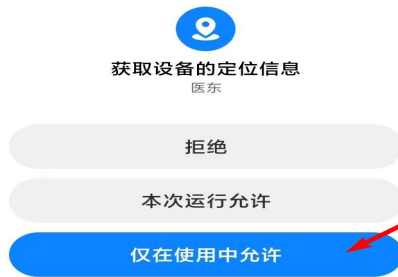 获取设备的定位信息
医东
拒绝
本次运行允许
仅在使用中允许